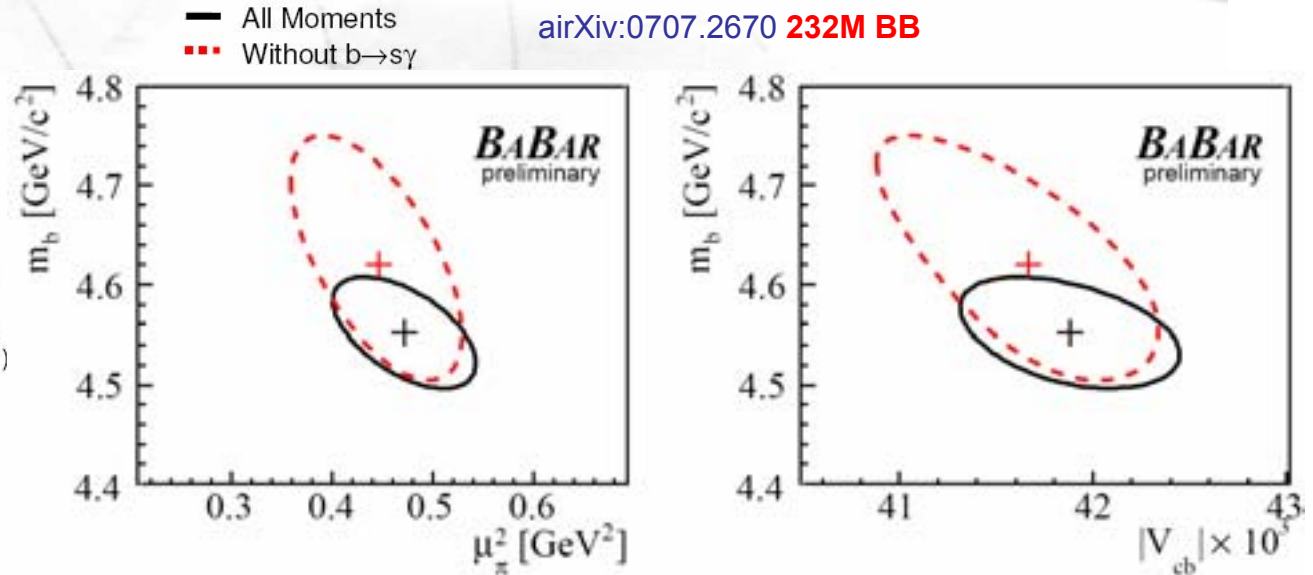 All Moments
Without b→sγ
airXiv:0707.2670 232M BB
m_b [GeV/c²]
4.8
4.7
4.6
4.5
4.4
0.3 0.4 0.5 0.6
μ²_π [GeV²]
BABAR
preliminary
)
m_b [GeV/c²]
4.8
4.7
4.6
4.5
4.4
41 42 43
|V_cb| × 10³
BABAR
preliminary